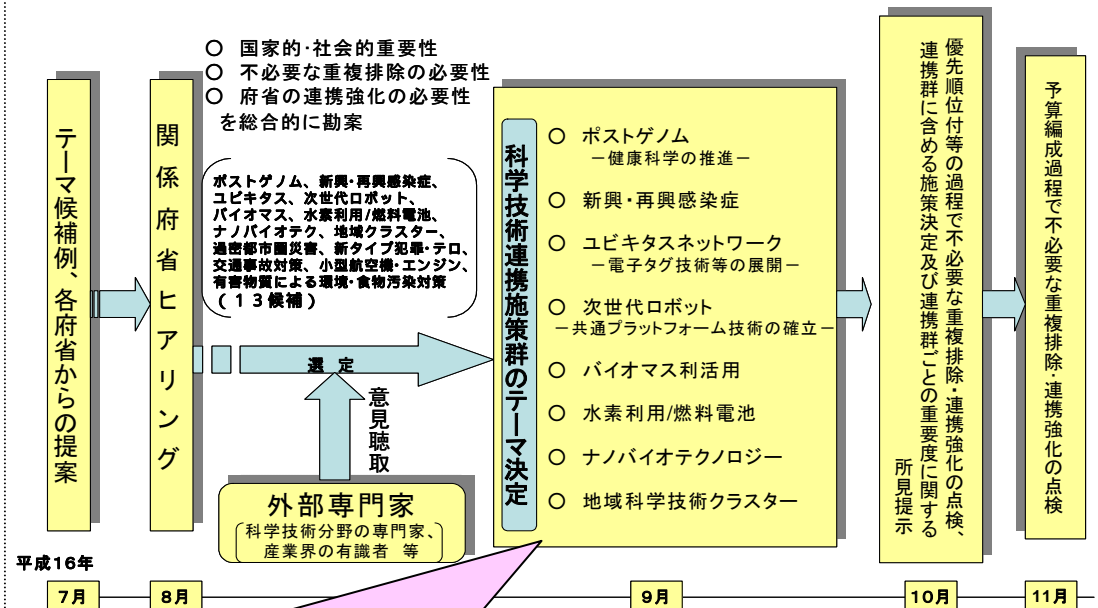 ○ 国家的・社会的重要性
○ 不必要な重複排除の必要性
○ 府省の連携強化の必要性
を総合的に勘案
テーマ候補例、各府省からの提案
関係府省ヒアリング
ポストゲノム、新興・再興感染症、
ユビキタス、次世代ロボット、
バイオマス、水素利用/燃料電池、
ナノバイオテク、地域クラスター、
過密都市圏災害、新タイプ犯罪・テロ、
交通事故対策、小型航空機・エンジン、
有害物質による環境・食物汚染対策
(13候補)
選 定
意見聴取
外部専門家
科学技術分野の専門家、
産業界の有識者 等
科学技術連携施策群のテーマ決定
○ ポストゲノム
－健康科学の推進－
○ 新興・再興感染症
○ ユビキタスネットワーク
－電子タグ技術等の展開－
○ 次世代ロボット
－共通プラットフォーム技術の確立－
○ バイオマス利活用
○ 水素利用/燃料電池
○ ナノバイオテクノロジー
○ 地域科学技術クラスター
優先順位付等の過程で不必要な重複排除・連携強化の点検、
連携群に含める施策決定及び連携群ごとの重要度に関する
所見提示
予算編成過程で不必要な重複排除・連携強化の点検
平成16年
7月
8月
9月
10月
11月